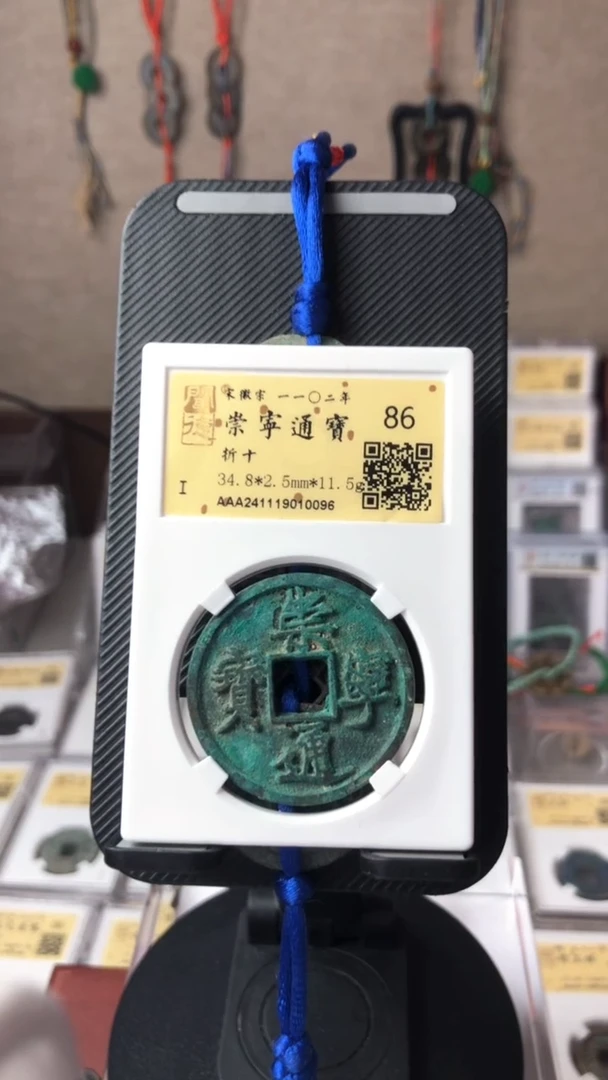 宋徽宗 一一〇二年
崇寧通寶
86
折十
I
34.8*2.5mm*11.5g
AAA241119010096
崇寧通寶